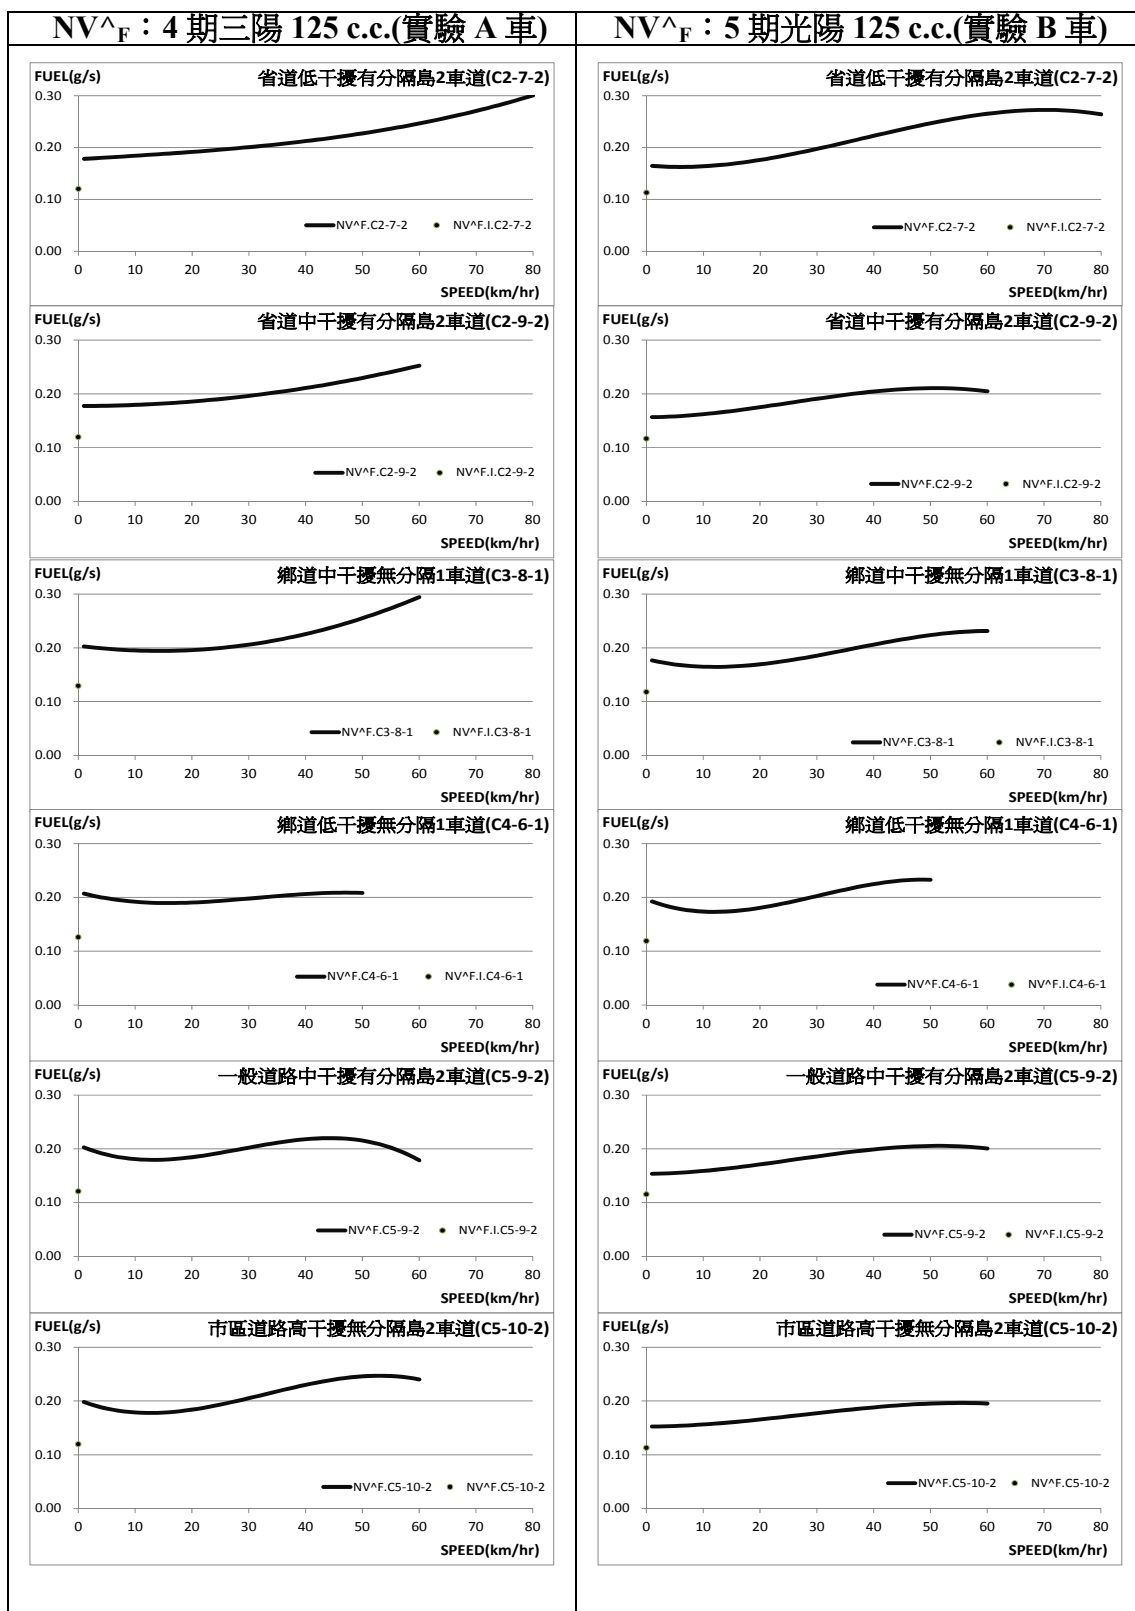 NV^F：4 期三陽 125 c.c.(實驗 A 車)
NV^F：5 期光陽 125 c.c.(實驗 B 車)
FUEL(g/s) 省道低干擾有分隔島2車道(C2-7-2)
0.30
0.20
0.10
NV^F.C2-7-2 NV^F.I.C2-7-2
0.00
0 10 20 30 40 50 60 70 80
SPEED(km/hr)
FUEL(g/s) 省道低干擾有分隔島2車道(C2-7-2)
0.30
0.20
0.10
NV^F.C2-7-2 NV^F.I.C2-7-2
0.00
0 10 20 30 40 50 60 70 80
SPEED(km/hr)
FUEL(g/s) 省道中干擾有分隔島2車道(C2-9-2)
0.30
0.20
0.10
NV^F.C2-9-2 NV^F.I.C2-9-2
0.00
0 10 20 30 40 50 60 70 80
SPEED(km/hr)
FUEL(g/s) 省道中干擾有分隔島2車道(C2-9-2)
0.30
0.20
0.10
NV^F.C2-9-2 NV^F.I.C2-9-2
0.00
0 10 20 30 40 50 60 70 80
SPEED(km/hr)
FUEL(g/s) 鄉道中干擾無分隔1車道(C3-8-1)
0.30
0.20
0.10
NV^F.C3-8-1 NV^F.I.C3-8-1
0.00
0 10 20 30 40 50 60 70 80
SPEED(km/hr)
FUEL(g/s) 鄉道中干擾無分隔1車道(C3-8-1)
0.30
0.20
0.10
NV^F.C3-8-1 NV^F.I.C3-8-1
0.00
0 10 20 30 40 50 60 70 80
SPEED(km/hr)
FUEL(g/s) 鄉道低干擾無分隔1車道(C4-6-1)
0.30
0.20
0.10
NV^F.C4-6-1 NV^F.I.C4-6-1
0.00
0 10 20 30 40 50 60 70 80
SPEED(km/hr)
FUEL(g/s) 鄉道低干擾無分隔1車道(C4-6-1)
0.30
0.20
0.10
NV^F.C4-6-1 NV^F.I.C4-6-1
0.00
0 10 20 30 40 50 60 70 80
SPEED(km/hr)
FUEL(g/s) 一般道路中干擾有分隔島2車道(C5-9-2)
0.30
0.20
0.10
NV^F.C5-9-2 NV^F.I.C5-9-2
0.00
0 10 20 30 40 50 60 70 80
SPEED(km/hr)
FUEL(g/s) 一般道路中干擾有分隔島2車道(C5-9-2)
0.30
0.20
0.10
NV^F.C5-9-2 NV^F.I.C5-9-2
0.00
0 10 20 30 40 50 60 70 80
SPEED(km/hr)
FUEL(g/s) 市區道路高干擾無分隔島2車道(C5-10-2)
0.30
0.20
0.10
NV^F.C5-10-2 NV^F.I.C5-10-2
0.00
0 10 20 30 40 50 60 70 80
SPEED(km/hr)
FUEL(g/s) 市區道路高干擾無分隔島2車道(C5-10-2)
0.30
0.20
0.10
NV^F.C5-10-2 NV^F.I.C5-10-2
0.00
0 10 20 30 40 50 60 70 80
SPEED(km/hr)